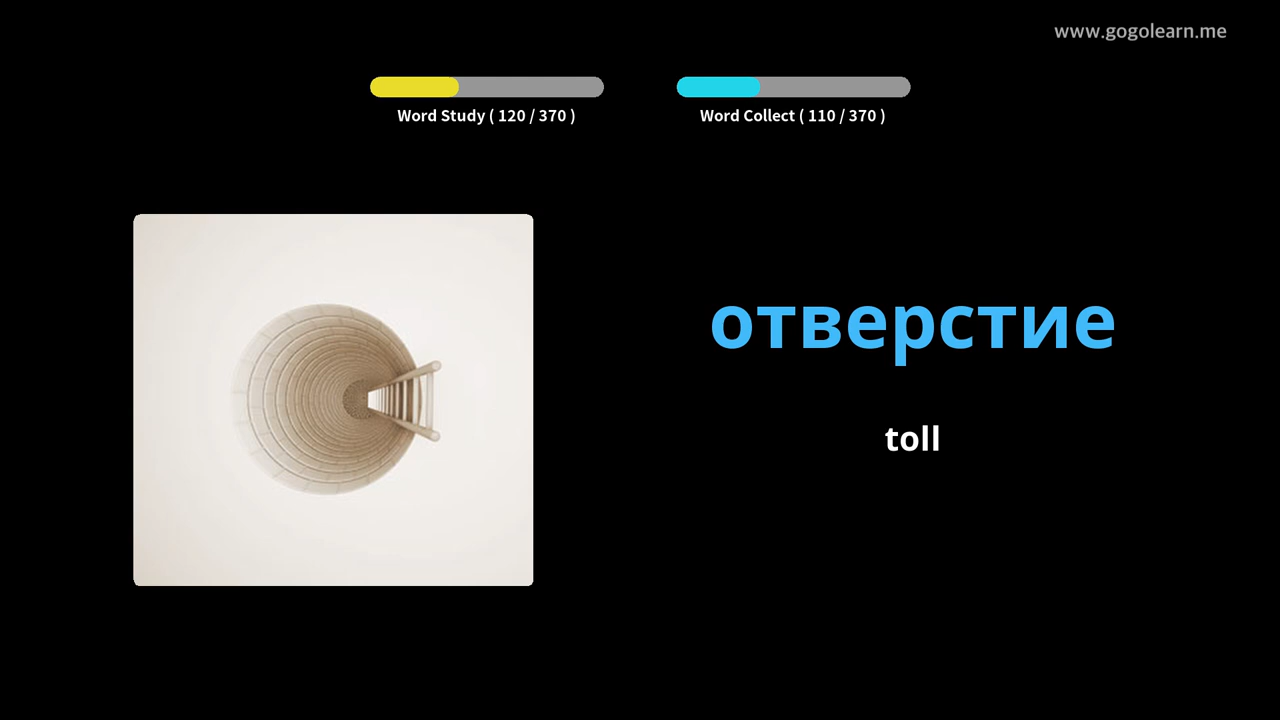 www.gogolearn.me
Word Study ( 120 / 370 )
Word Collect ( 110 / 370 )
отверстие
toll